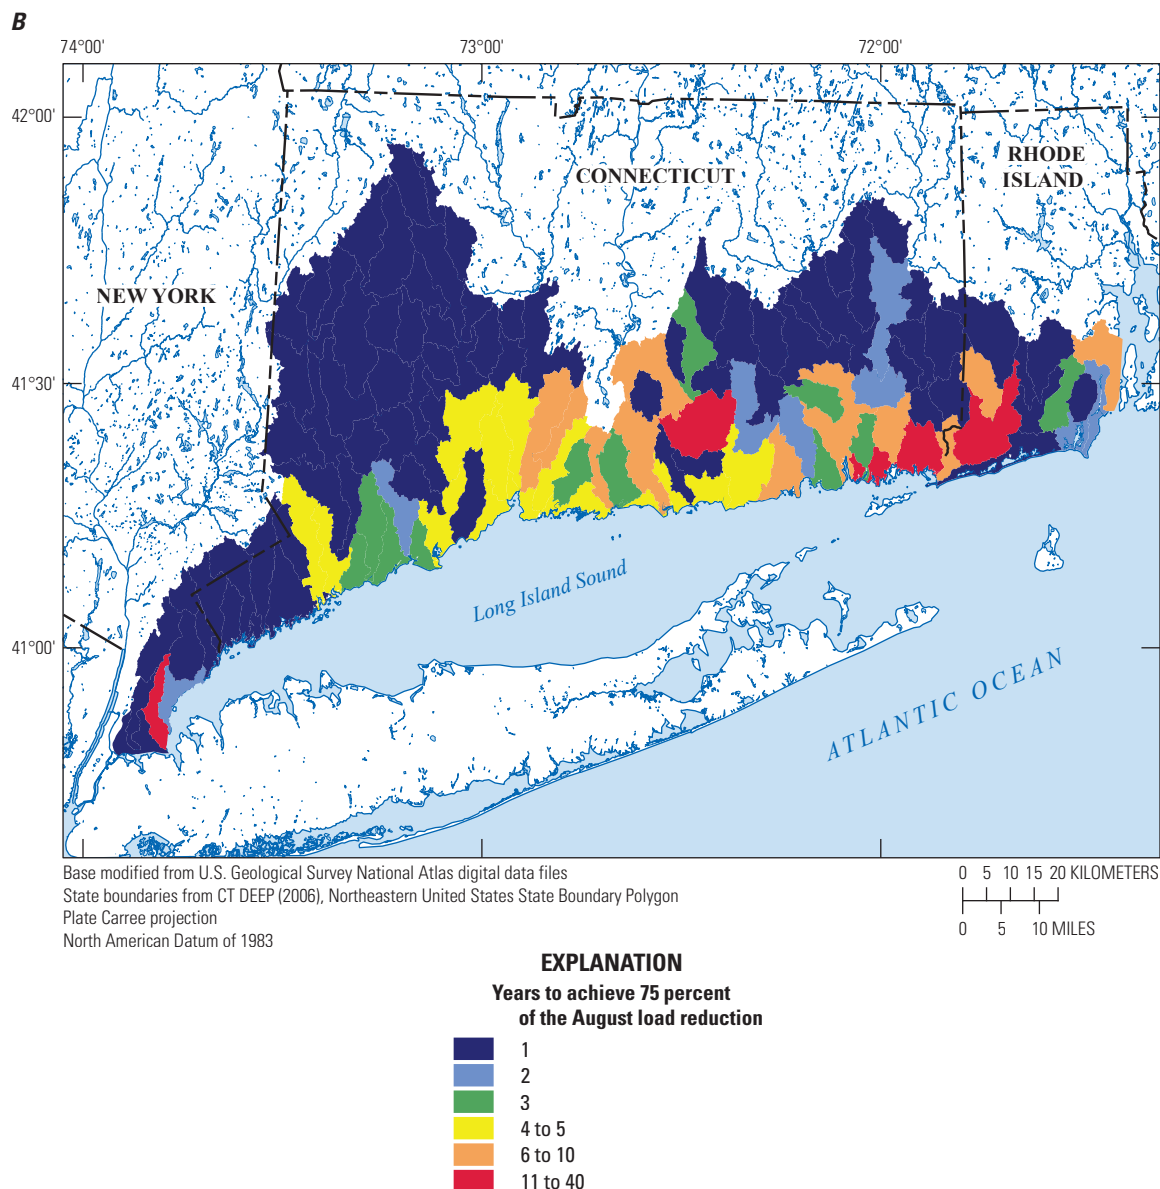 B
74°00' 73°00' 72°00'
42°00'
RHODE
ISLAND
CONNECTICUT
NEW YORK
41°30'
Long Island Sound
41°00'
ATLANTIC OCEAN
Base modified from U.S. Geological Survey National Atlas digital data files
State boundaries from CT DEEP (2006), Northeastern United States State Boundary Polygon
Plate Carree projection
North American Datum of 1983
0 5 10 15 20 KILOMETERS
0 5 10 MILES
EXPLANATION
Years to achieve 75 percent
of the August load reduction
1
2
3
4 to 5
6 to 10
11 to 40